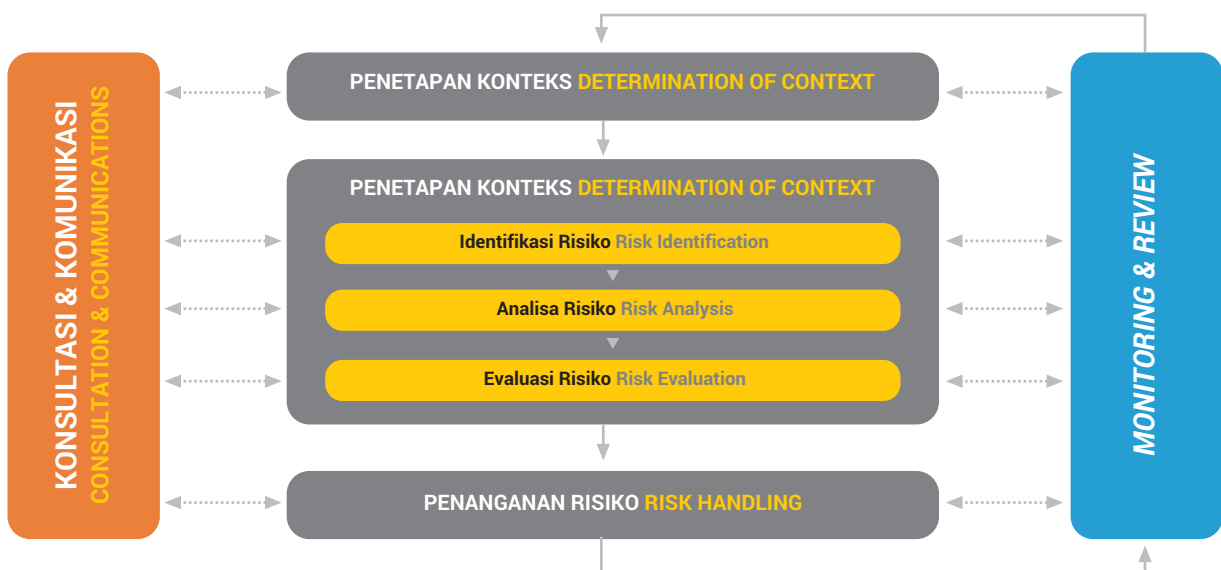 KONSULTASI & KOMUNIKASI
CONSULTATION & COMMUNICATIONS
PENETAPAN KONTEKS DETERMINATION OF CONTEXT
PENETAPAN KONTEKS DETERMINATION OF CONTEXT
Identifikasi Risiko Risk Identification
Analisa Risiko Risk Analysis
Evaluasi Risiko Risk Evaluation
PENANGANAN RISIKO RISK HANDLING
MONITORING & REVIEW